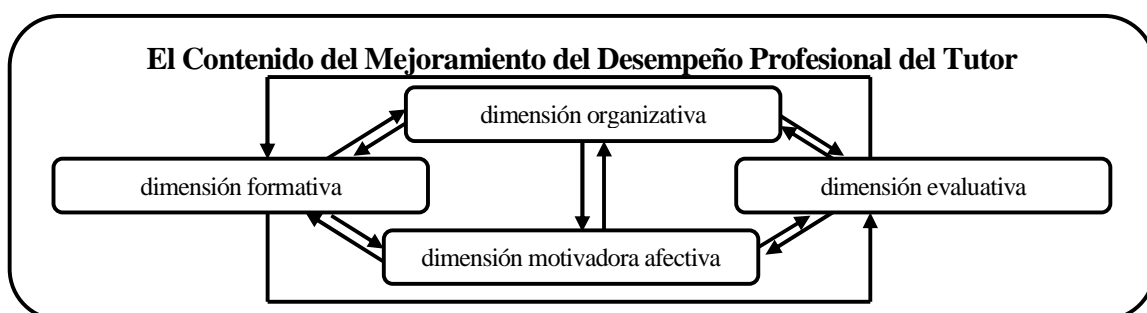 El Contenido del Mejoramiento del Desempeño Profesional del Tutor
dimensión organizativa
dimensión formativa
dimensión evaluativa
dimensión motivadora afectiva